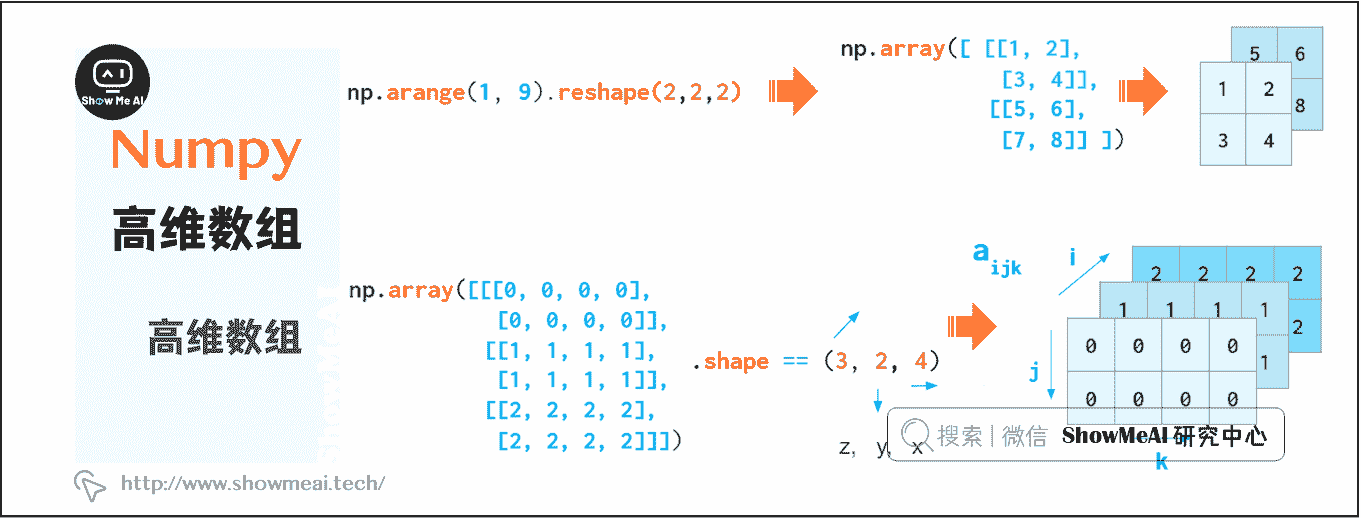 Show Me AI
Numpy
高维数组
高维数组
np.arange(1, 9).reshape(2,2,2)
np.array([ [[1, 2],
[3, 4]],
[[5, 6],
[7, 8]] ])
5 6
1 2
8
3 4
np.array([[[0, 0, 0, 0],
[0, 0, 0, 0]],
[[1, 1, 1, 1],
[1, 1, 1, 1]],
[[2, 2, 2, 2],
[2, 2, 2, 2]]])
.shape == (3, 2, 4)
z, y, x
aijk
i
j
k
2 2 2 2
1 1 1 1
2
0 0 0 0
1
0 0 0 0
搜索 | 微信 ShowMeAI 研究中心
http://www.showmeai.tech/